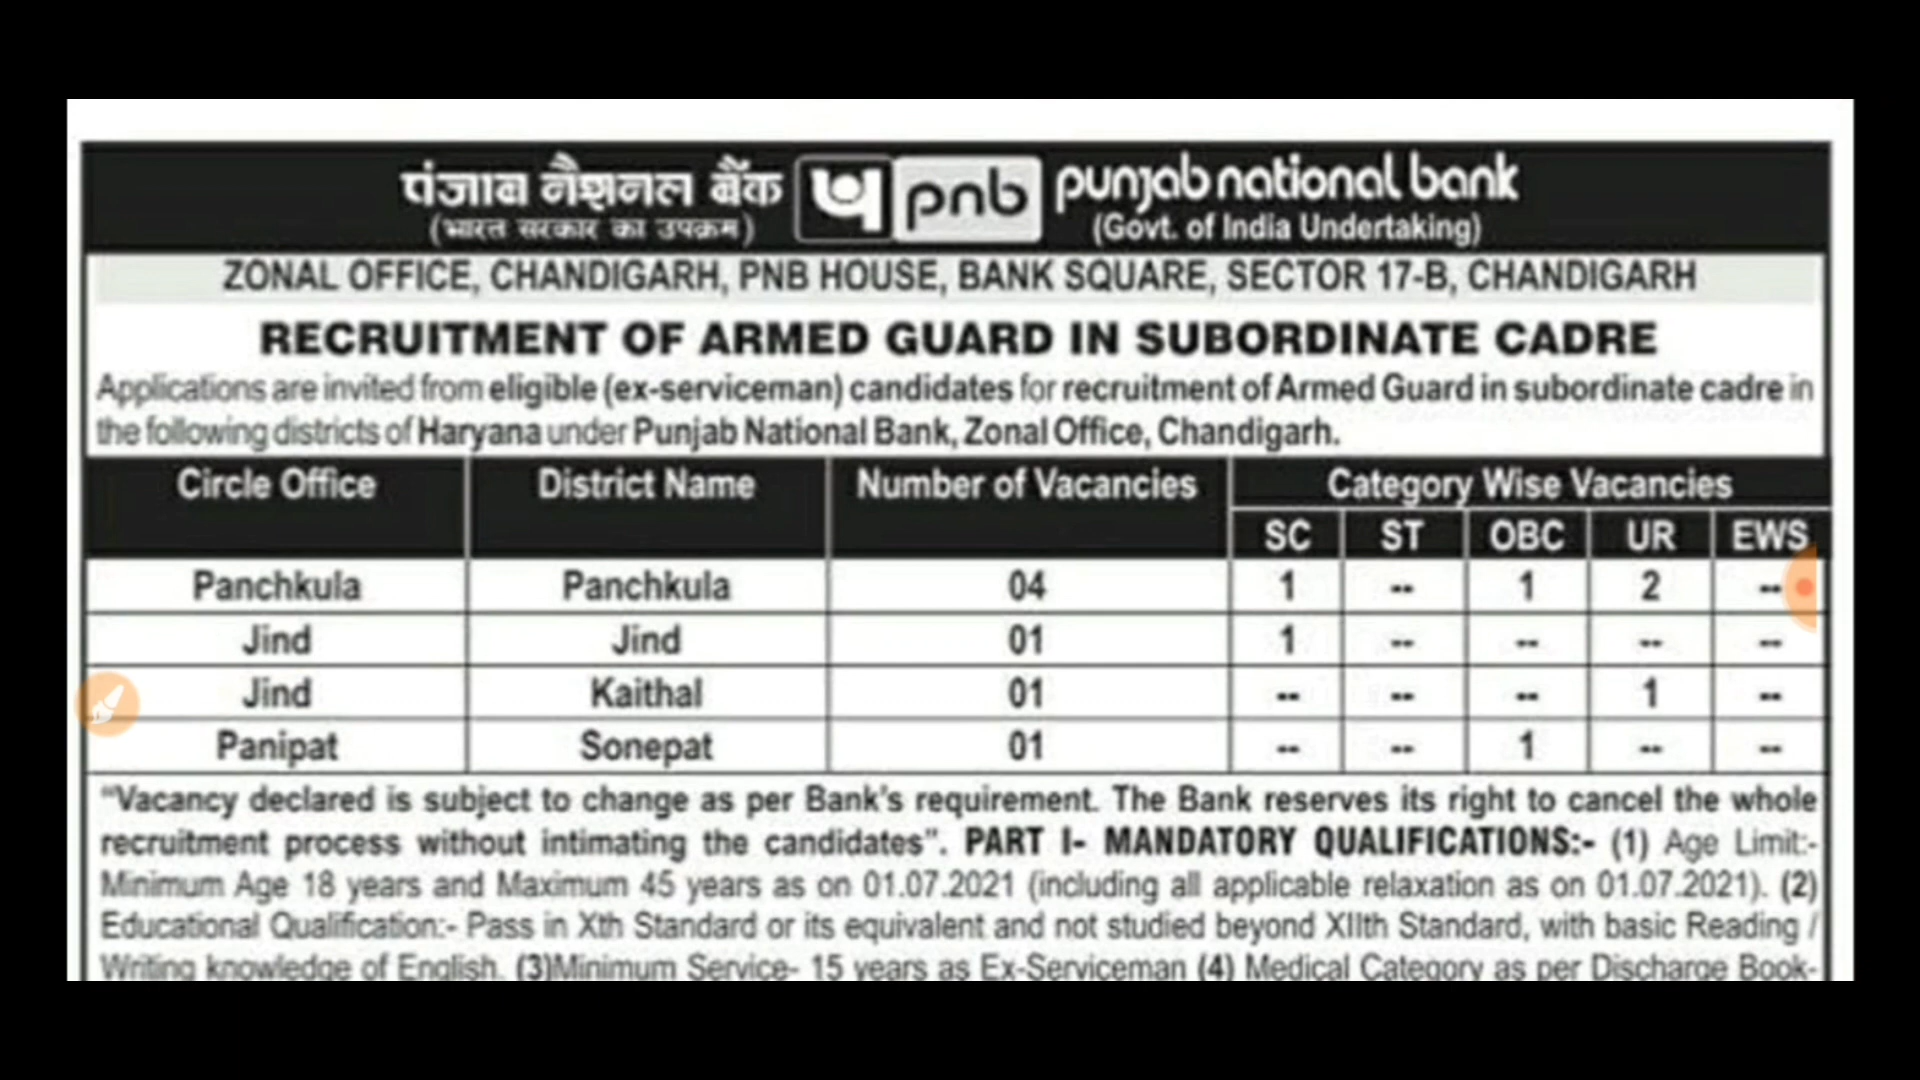 पंजाब नैशनल बैंक pnb punjab national bank
(भारत सरकार का उपक्रम) (Govt. of India Undertaking)
ZONAL OFFICE, CHANDIGARH, PNB HOUSE, BANK SQUARE, SECTOR 17-B, CHANDIGARH
RECRUITMENT OF ARMED GUARD IN SUBORDINATE CADRE
Applications are invited from eligible (ex-serviceman) candidates for recruitment of Armed Guard in subordinate cadre in
the following districts of Haryana under Punjab National Bank, Zonal Office, Chandigarh.
Circle Office District Name Number of Vacancies Category Wise Vacancies
SC ST OBC UR EWS
Panchkula Panchkula 04 1 -- 1 2 --
Jind Jind 01 1 -- -- -- --
Jind Kaithal 01 -- -- -- 1 --
Panipat Sonepat 01 -- -- 1 -- --
"Vacancy declared is subject to change as per Bank's requirement. The Bank reserves its right to cancel the whole
recruitment process without intimating the candidates". PART I- MANDATORY QUALIFICATIONS:- (1) Age Limit:-
Minimum Age 18 years and Maximum 45 years as on 01.07.2021 (including all applicable relaxation as on 01.07.2021). (2)
Educational Qualification:- Pass in Xth Standard or its equivalent and not studied beyond XIIth Standard, with basic Reading /
Writing knowledge of English. (3)Minimum Service- 15 years as Ex-Serviceman (4) Medical Category as per Discharge Book-